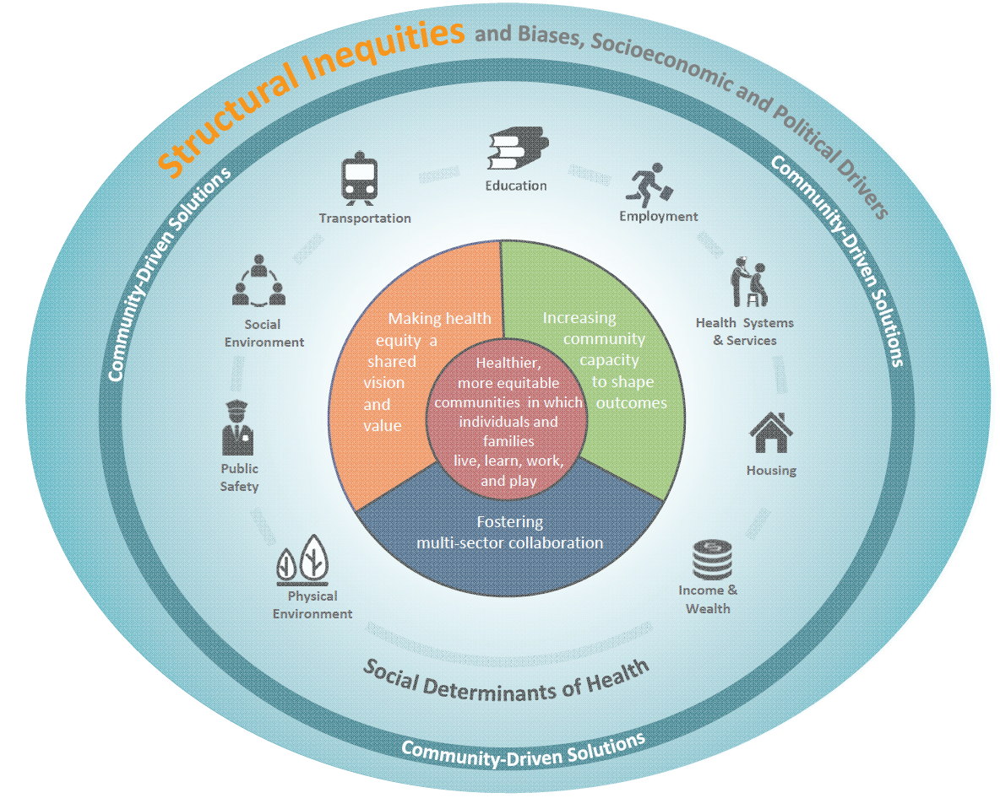 Structural Inequities and Biases, Socioeconomic and Political Drivers
Community-Driven Solutions
Community-Driven Solutions
Education
Transportation
Employment
Social
Environment
Health Systems
& Services
Public
Safety
Housing
Physical
Environment
Income &
Wealth
Making health
equity a
shared
vision
and
value
Increasing
community
capacity
to shape
outcomes
Healthier,
more equitable
communities in which
individuals and
families
live, learn, work,
and play
Fostering
multi-sector collaboration
Social Determinants of Health
Community-Driven Solutions